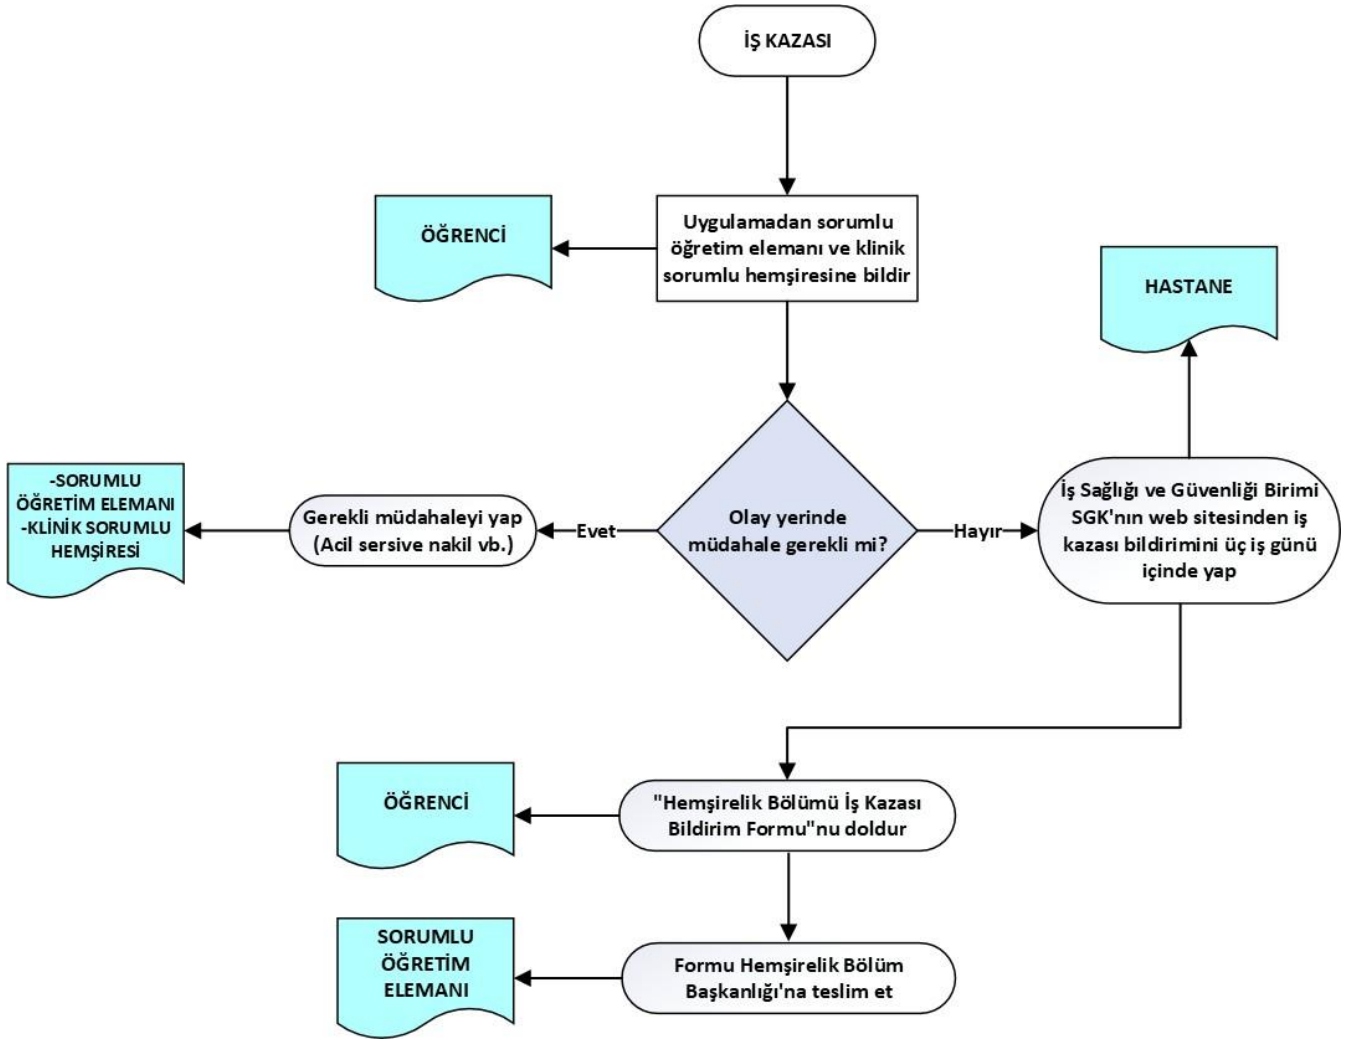 İŞ KAZASI
ÖĞRENCİ
Uygulamadan sorumlu
öğretim elemanı ve klinik
sorumlu hemşiresine bildir
HASTANE
-SORUMLU
ÖĞRETİM ELEMANI
-KLİNİK SORUMLU
HEMŞİRESİ
Gerekli müdahaleyi yap
(Acil sersive nakil vb.)
Evet
Olay yerinde
müdahale gerekli mi?
Hayır
İş Sağlığı ve Güvenliği Birimi
SGK'nın web sitesinden iş
kazası bildirimini üç iş günü
içinde yap
ÖĞRENCİ
"Hemşirelik Bölümü İş Kazası
Bildirim Formu"nu doldur
SORUMLU
ÖĞRETİM
ELEMANI
Formu Hemşirelik Bölüm
Başkanlığı'na teslim et